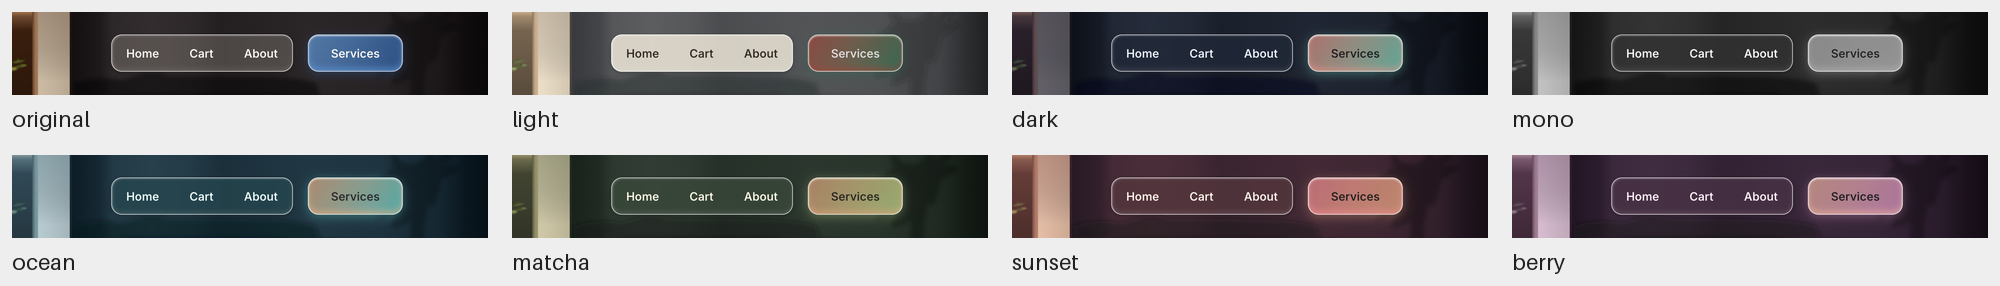 Home Cart About Services
Home Cart About Services
Home Cart About Services
Home Cart About Services
original
light
dark
mono
Home Cart About Services
Home Cart About Services
Home Cart About Services
Home Cart About Services
ocean
matcha
sunset
berry